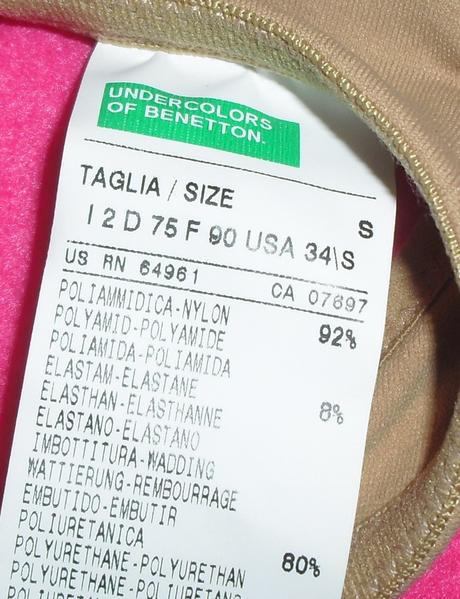 UNDERCOLORS
OF BENETTON.
TAGLIA / SIZE S
I 2 D 75 F 90 USA 34\S
US RN 64961 CA 07697
POLIAMMIDICA-NYLON
POLYAMID-POLYAMIDE 92%
POLIAMIDA-POLIAMIDA
ELASTAM-ELASTANE
ELASTHAN-ELASTHANNE 8%
ELASTANO-ELASTANO
IMBOTTITURA-WADDING
WATTIERUNG-REMBOURRAGE
EMBUTIDO-EMBUTIR
POLIURETANICA
POLYURETHANE-POLYURETHAN 80%
POLYURETHANE-POLIURETANO